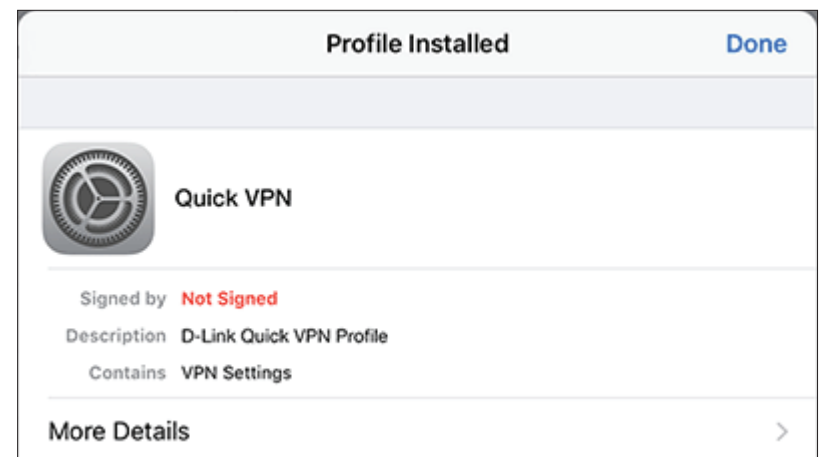 Profile Installed Done
Quick VPN
Signed by Not Signed
Description D-Link Quick VPN Profile
Contains VPN Settings
More Details